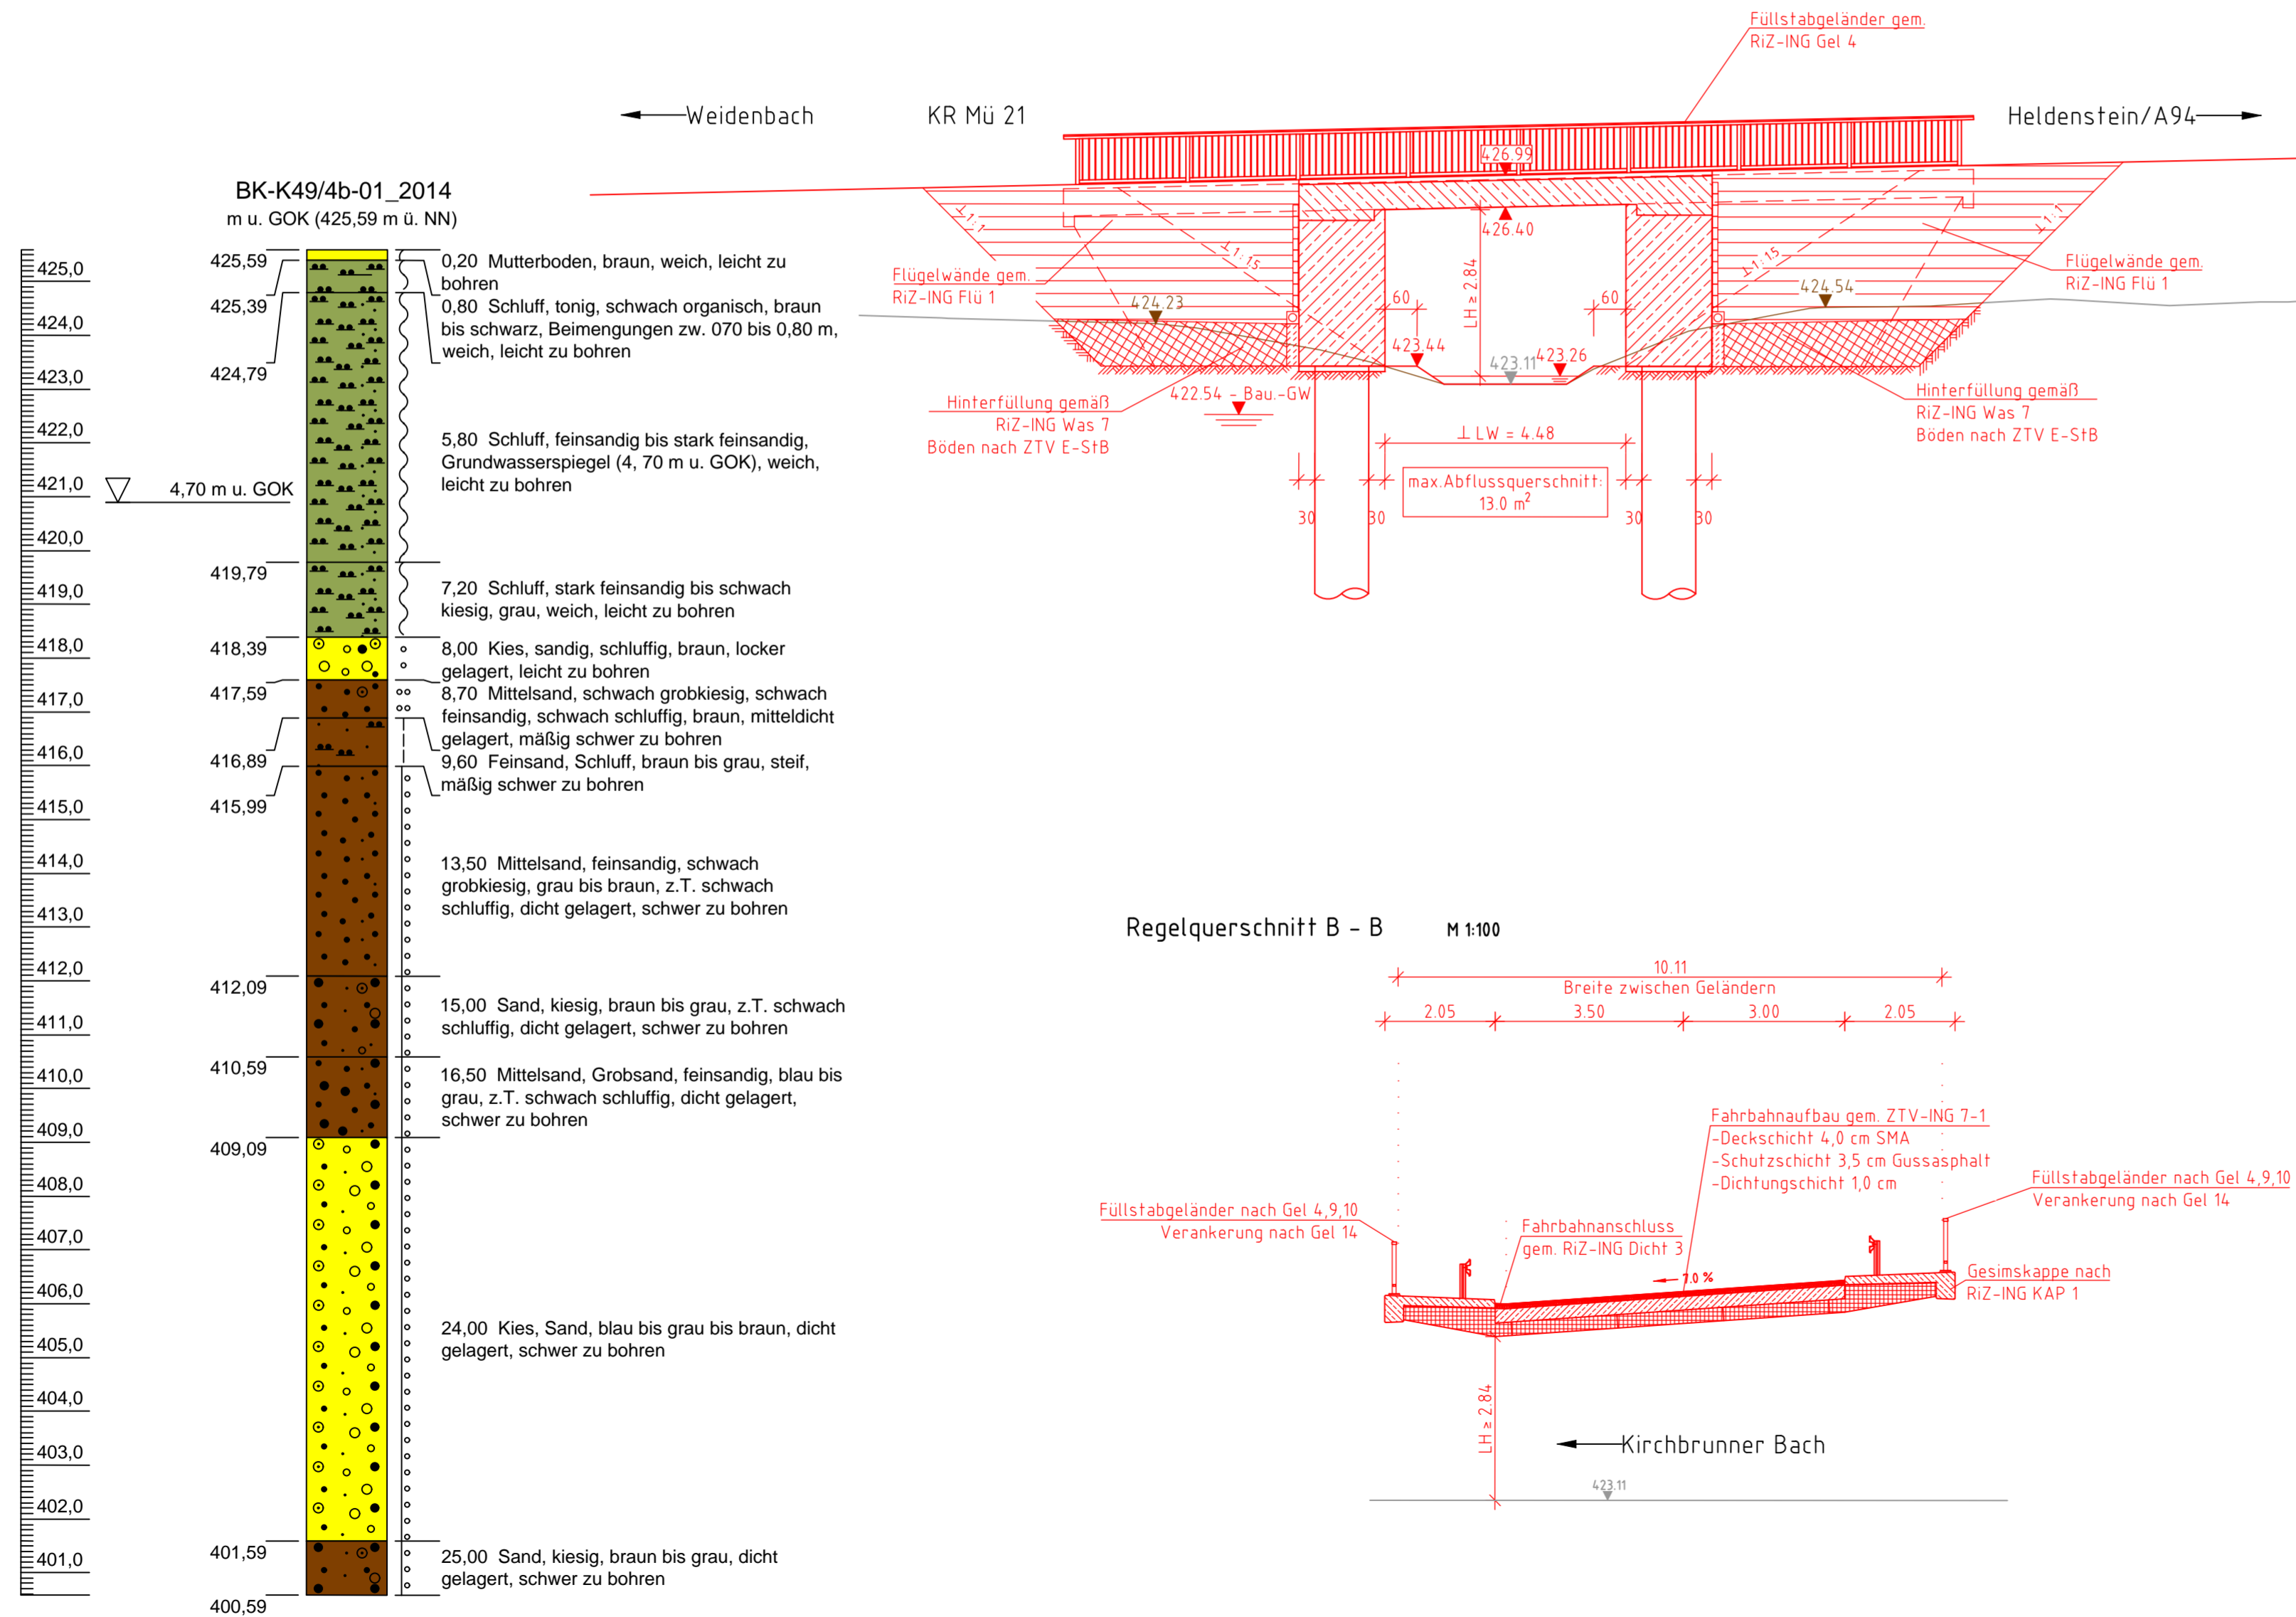 BK-K49/4b-01_2014
m u. GOK (425,59 m ü. NN)
425,0
424,0
423,0
422,0
421,0
420,0
419,0
418,0
417,0
416,0
415,0
414,0
413,0
412,0
411,0
410,0
409,0
408,0
407,0
406,0
405,0
404,0
403,0
402,0
401,0
4,70 m u. GOK
425,59
425,39
424,79
419,79
418,39
417,59
416,89
415,99
412,09
410,59
409,09
401,59
400,59
0,20 Mutterboden, braun, weich, leicht zu
bohren
0,80 Schluff, tonig, schwach organisch, braun
bis schwarz, Beimengungen zw. 070 bis 0,80 m,
weich, leicht zu bohren
5,80 Schluff, feinsandig bis stark feinsandig,
Grundwasserspiegel (4, 70 m u. GOK), weich,
leicht zu bohren
7,20 Schluff, stark feinsandig bis schwach
kiesig, grau, weich, leicht zu bohren
8,00 Kies, sandig, schluffig, braun, locker
gelagert, leicht zu bohren
8,70 Mittelsand, schwach grobkiesig, schwach
feinsandig, schwach schluffig, braun, mitteldicht
gelagert, mäßig schwer zu bohren
9,60 Feinsand, Schluff, braun bis grau, steif,
mäßig schwer zu bohren
13,50 Mittelsand, feinsandig, schwach
grobkiesig, grau bis braun, z.T. schwach
schluffig, dicht gelagert, schwer zu bohren
15,00 Sand, kiesig, braun bis grau, z.T. schwach
schluffig, dicht gelagert, schwer zu bohren
16,50 Mittelsand, Grobsand, feinsandig, blau bis
grau, z.T. schwach schluffig, dicht gelagert,
schwer zu bohren
24,00 Kies, Sand, blau bis grau bis braun, dicht
gelagert, schwer zu bohren
25,00 Sand, kiesig, braun bis grau, dicht
gelagert, schwer zu bohren
Weidenbach
KR Mü 21
Heldenstein/A94
Füllstabgeländer gem.
RiZ-ING Gel 4
426.99
426.40
⊥ 1:1
⊥ 1:15
⊥ 1:15
⊥ 1:1
Flügelwände gem.
RiZ-ING Flü 1
Flügelwände gem.
RiZ-ING Flü 1
424.23
424.54
60
60
LH ≥ 2.84
423.44
423.11
423.26
422.54 - Bau.-GW
Hinterfüllung gemäß
RiZ-ING Was 7
Böden nach ZTV E-StB
Hinterfüllung gemäß
RiZ-ING Was 7
Böden nach ZTV E-StB
⊥ LW = 4.48
max.Abflussquerschnitt:
13.0 m²
30
30
30
30
Regelquerschnitt B - B M 1:100
10.11
Breite zwischen Geländern
2.05
3.50
3.00
2.05
Fahrbahnaufbau gem. ZTV-ING 7-1
-Deckschicht 4,0 cm SMA
-Schutzschicht 3,5 cm Gussasphalt
-Dichtungschicht 1,0 cm
Füllstabgeländer nach Gel 4,9,10
Verankerung nach Gel 14
Füllstabgeländer nach Gel 4,9,10
Verankerung nach Gel 14
Fahrbahnanschluss
gem. RiZ-ING Dicht 3
7.0 %
Gesimskappe nach
RiZ-ING KAP 1
LH ≥ 2.84
Kirchbrunner Bach
423.11